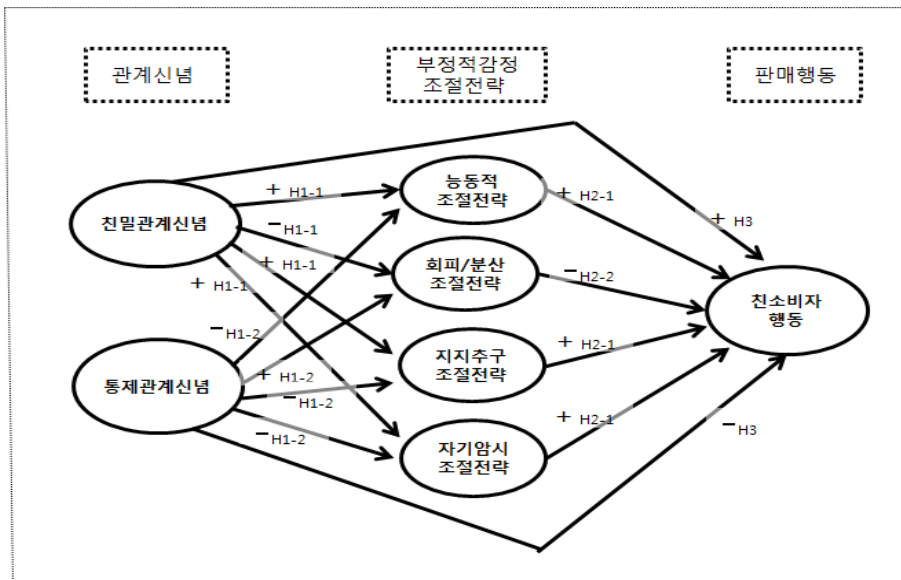 관계신념
부정적감정
조절전략
판매행동
친밀관계신념
통제관계신념
능동적
조절전략
회피/분산
조절전략
지지추구
조절전략
자기암시
조절전략
친소비자
행동
+ H1-1
− H1-1
+ H1-1
+ H1-1
− H1-2
+ H1-2
− H1-2
− H1-2
+ H2-1
− H2-2
+ H2-1
+ H2-1
+ H3
− H3